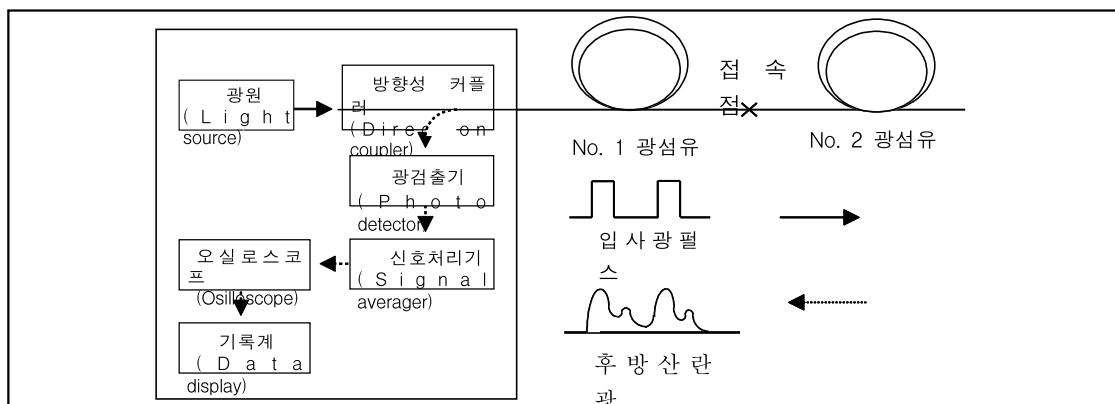 광원
(Light
source)
방향성 커플
러
(Direc on
coupler)
광검출기
(Photo
detector)
신호처리기
(Signal
averager)
오실로스코
프
(Osilloscope)
기록계
(Data
display)
접 속
점
No. 1 광섬유
No. 2 광섬유
입사광펄
스
후방산란
광